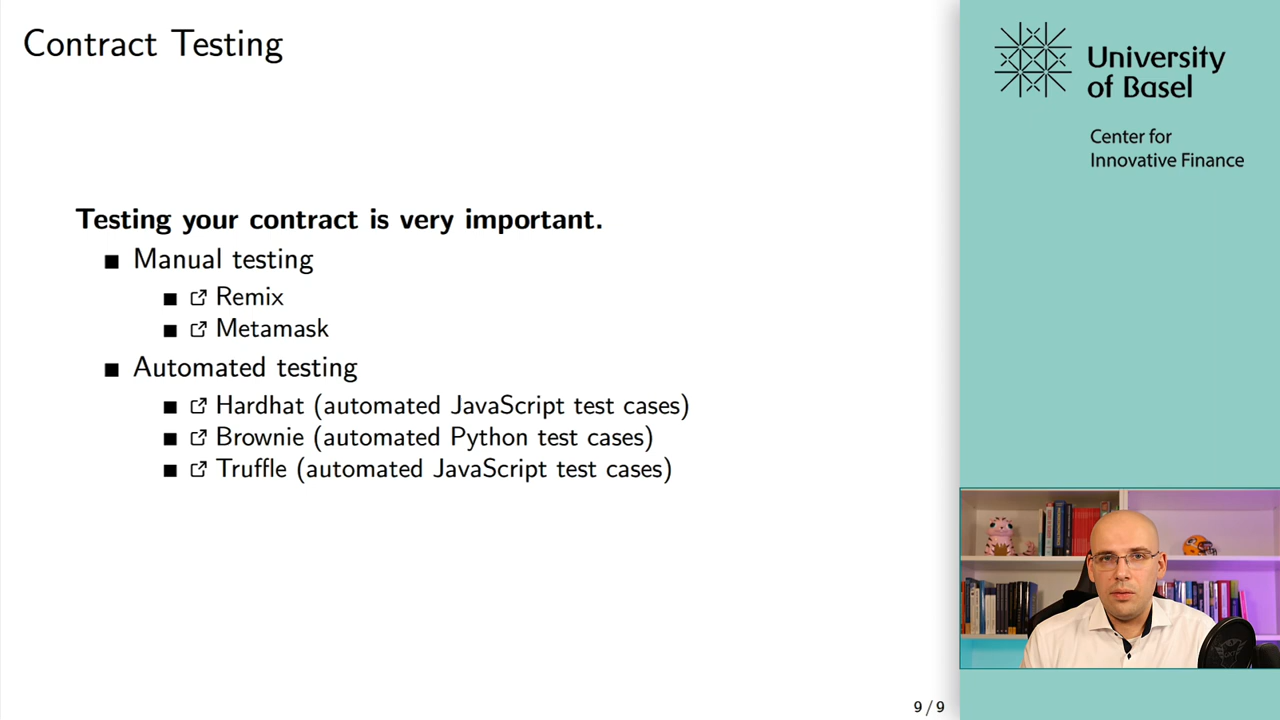 Contract Testing
Testing your contract is very important.
Manual testing
Remix
Metamask
Automated testing
Hardhat (automated JavaScript test cases)
Brownie (automated Python test cases)
Truffle (automated JavaScript test cases)
9 / 9
University
of Basel
Center for
Innovative Finance